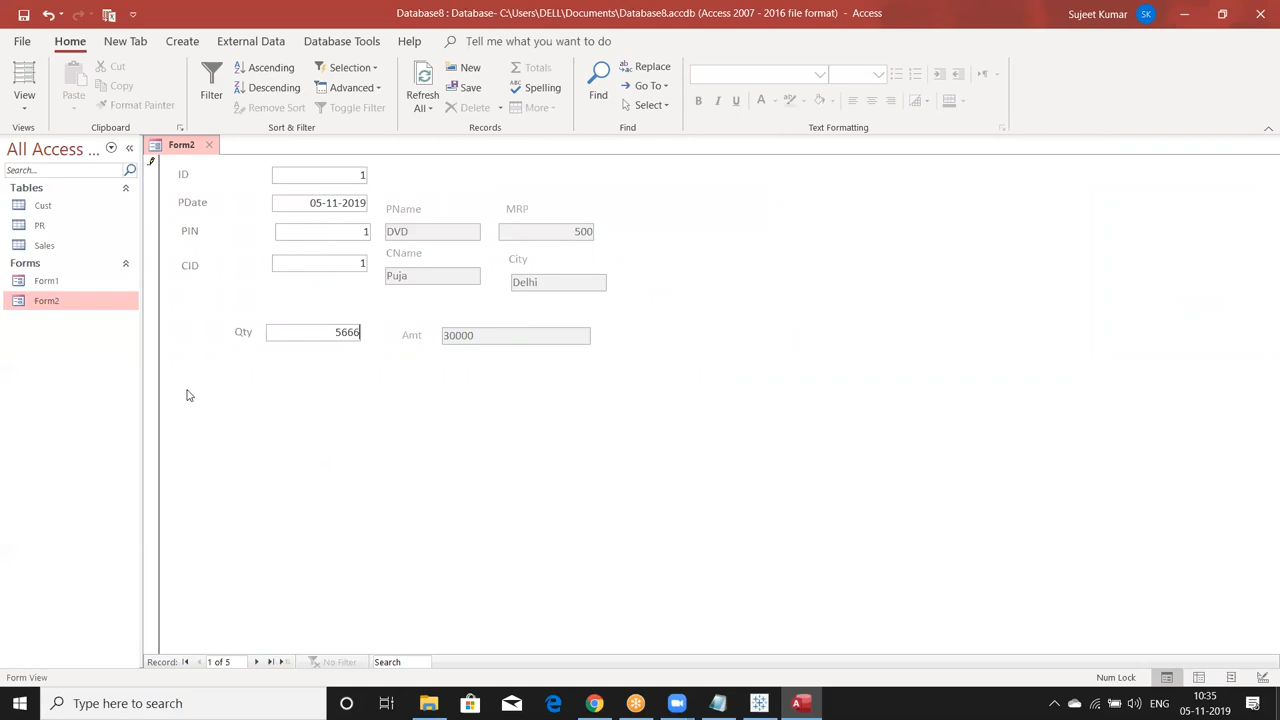 Database8 : Database- C:\Users\DELL\Documents\Database8.accdb (Access 2007 - 2016 file format) - Access
Sujeet Kumar
SK
File
Home
New Tab
Create
External Data
Database Tools
Help
Tell me what you want to do
View
Views
Paste
Cut
Copy
Format Painter
Clipboard
Filter
Ascending
Descending
Remove Sort
Selection
Advanced
Toggle Filter
Sort & Filter
Refresh
All
New
Save
Delete
Totals
Spelling
More
Records
Find
Replace
Go To
Select
Find
B I U
A
Text Formatting
All Access ...
Search...
Tables
Cust
PR
Sales
Forms
Form1
Form2
Form2
ID 1
PDate 05-11-2019
PName MRP
PIN 1 DVD 500
CName City
CID 1 Puja Delhi
Qty 5666 Amt 30000
Record: 1 of 5 No Filter Search
Form View
Num Lock
Type here to search
10:35
05-11-2019